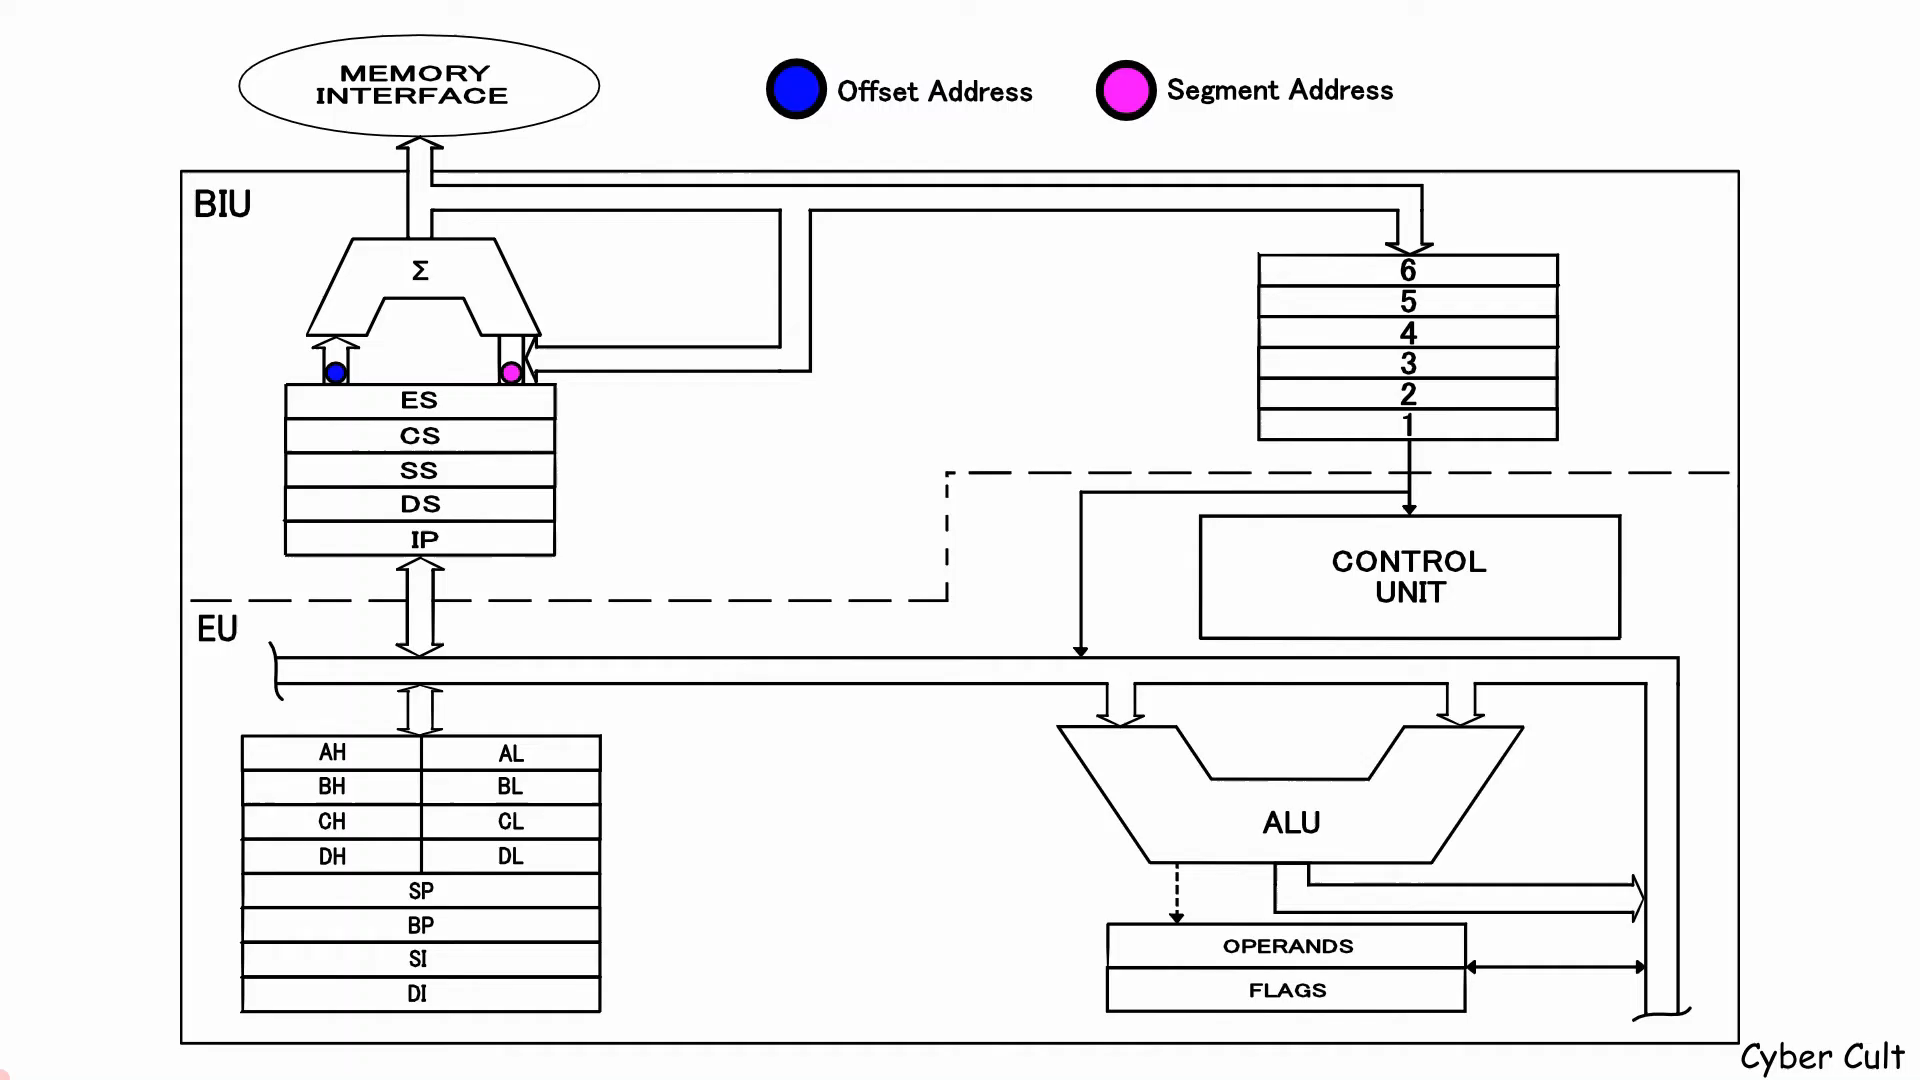 MEMORY
INTERFACE
Offset Address
Segment Address
BIU
Σ
6
5
4
3
2
1
ES
CS
SS
DS
IP
CONTROL
UNIT
EU
AH AL
BH BL
CH CL
DH DL
SP
BP
SI
DI
ALU
OPERANDS
FLAGS
Cyber Cult